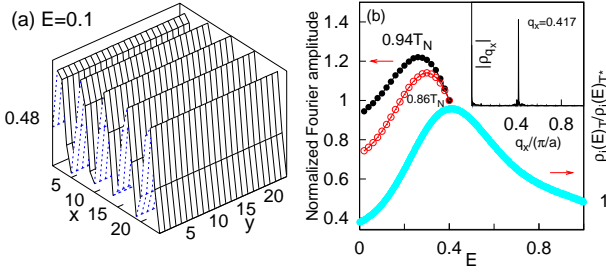 (a) E=0.1
0.48
5
10
15
20
x
5
10
15
20
y
(b)
Normalized Fourier amplitude
1.4
1.2
1
0.8
0.6
0.4
0.94T_N
0.86T_N
0
0.4
0.8
E
|ρ_{q_x}|
q_x=0.417
0.4
0.8
q_x/(π/a)
ρ_i(E)_T/ρ_i(E)_{T*}
1